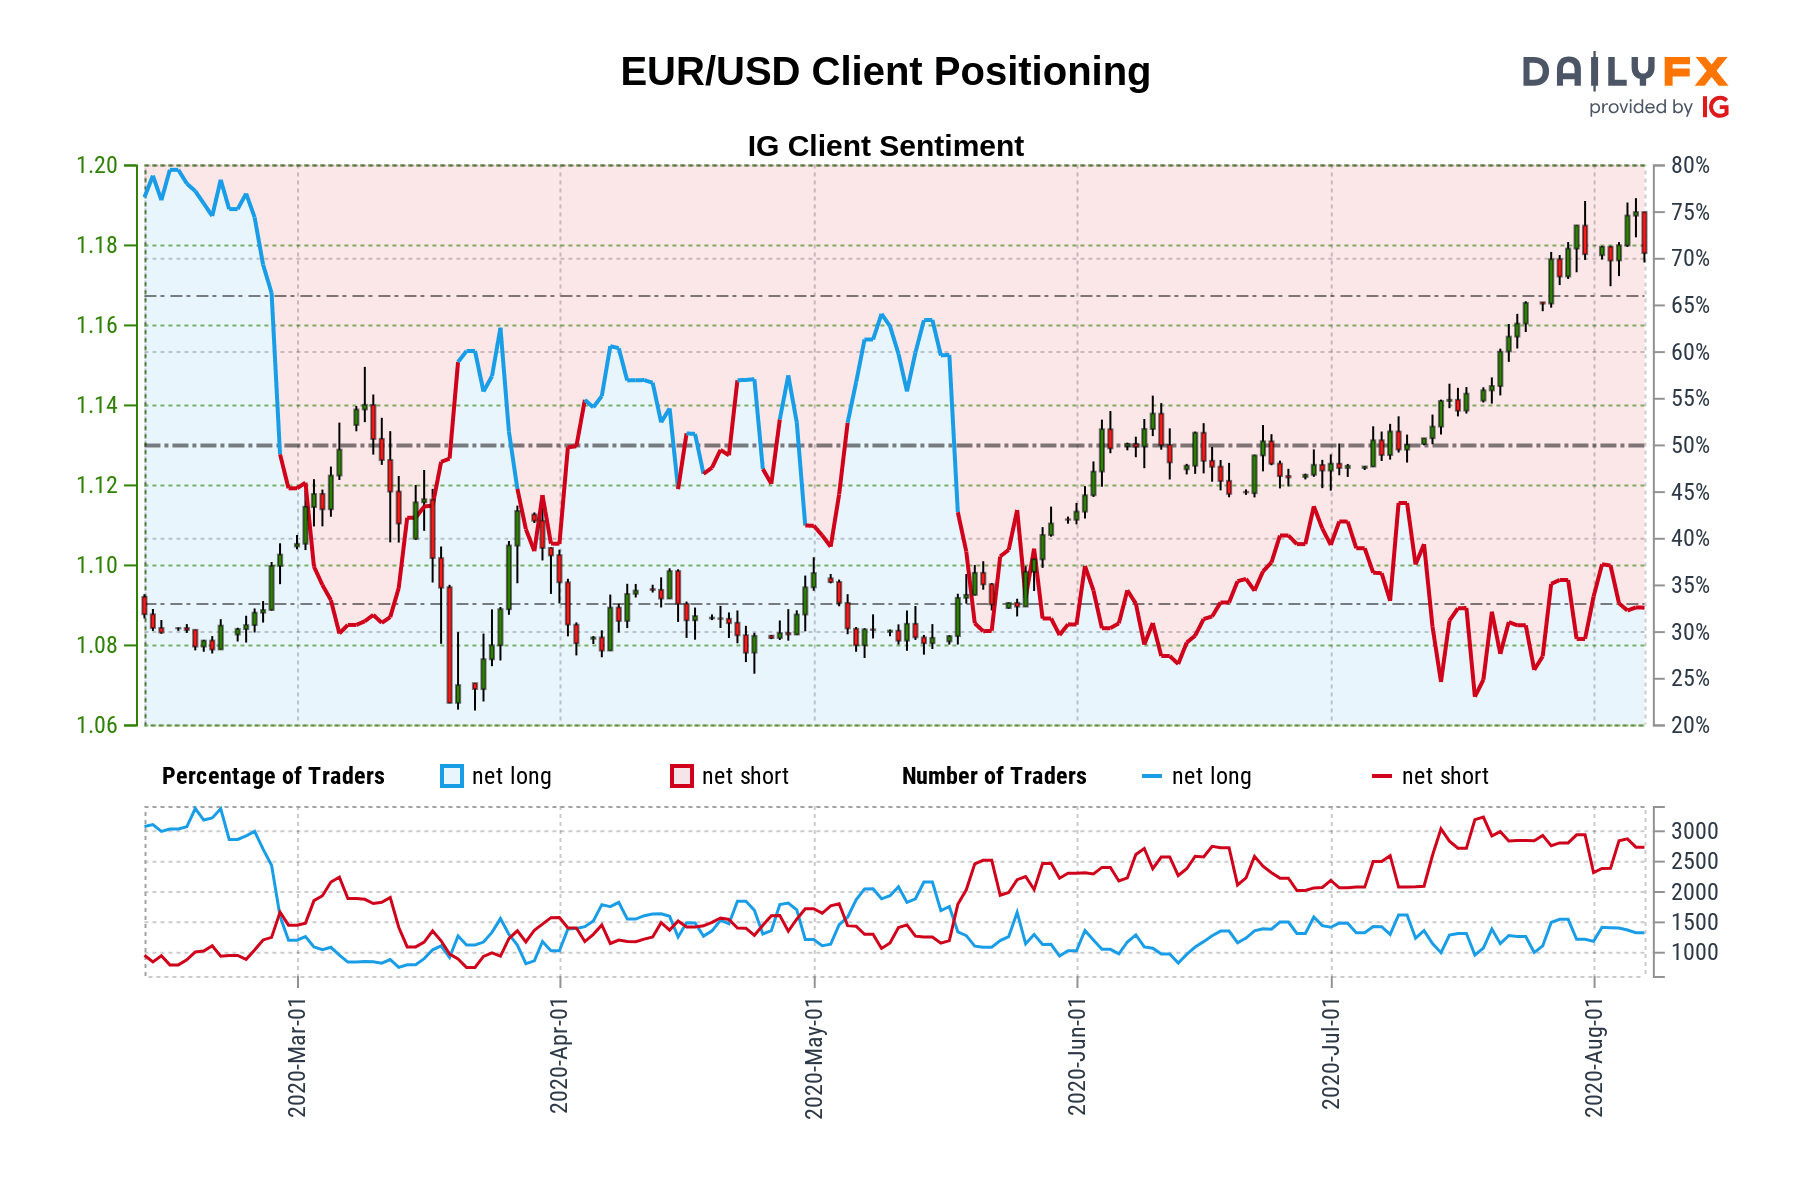 EUR/USD Client Positioning
DAILYFX
provided by IG
IG Client Sentiment
1.20
1.18
1.16
1.14
1.12
1.10
1.08
1.06
80%
75%
70%
65%
60%
55%
50%
45%
40%
35%
30%
25%
20%
Percentage of Traders net long net short Number of Traders net long net short
3000
2500
2000
1500
1000
2020-Mar-01
2020-Apr-01
2020-May-01
2020-Jun-01
2020-Jul-01
2020-Aug-01